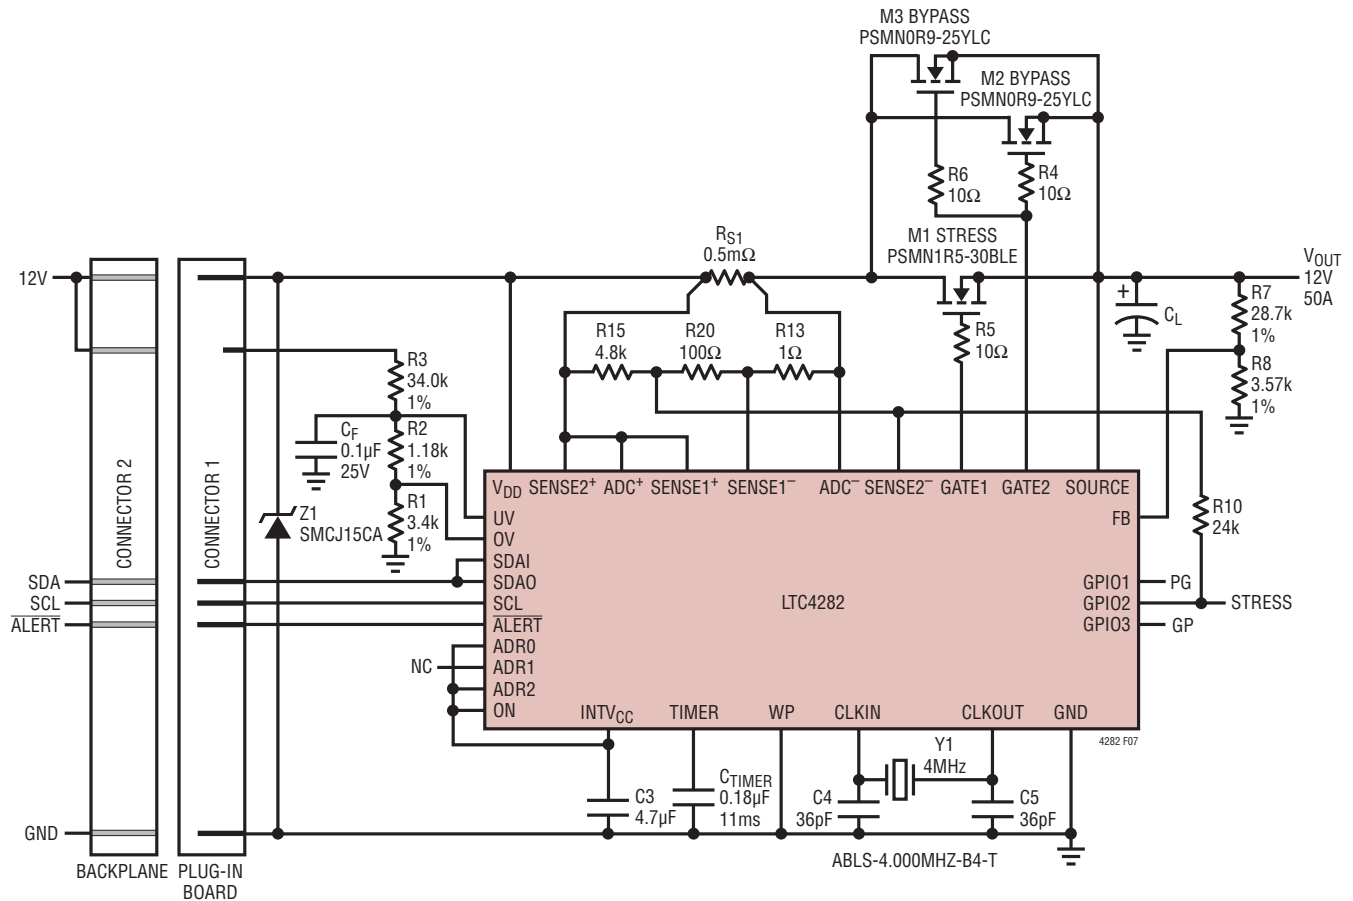 M3 BYPASS
PSMN0R9-25YLC
M2 BYPASS
PSMN0R9-25YLC
R6
10Ω
R4
10Ω
RS1
0.5mΩ
M1 STRESS
PSMN1R5-30BLE
12V
VOUT
12V
50A
R7
28.7k
1%
CL
R5
10Ω
R15
4.8k
R20
100Ω
R13
1Ω
R3
34.0k
1%
R8
3.57k
1%
CF
0.1µF
25V
R2
1.18k
1%
R1
3.4k
1%
Z1
SMCJ15CA
CONNECTOR 2
CONNECTOR 1
VDD SENSE2+ ADC+ SENSE1+ SENSE1– ADC– SENSE2– GATE1 GATE2 SOURCE
UV
OV
SDAI
SDAO
SCL
ALERT
ADR0
ADR1
ADR2
ON
FB
R10
24k
LTC4282
GPIO1
GPIO2
GPIO3
PG
STRESS
GP
SDA
SCL
ALERT
NC
INTVCC TIMER WP CLKIN CLKOUT GND
4282 F07
Y1
4MHz
C3
4.7µF
CTIMER
0.18µF
11ms
C4
36pF
C5
36pF
GND
ABLS-4.000MHZ-B4-T
BACKPLANE
PLUG-IN
BOARD